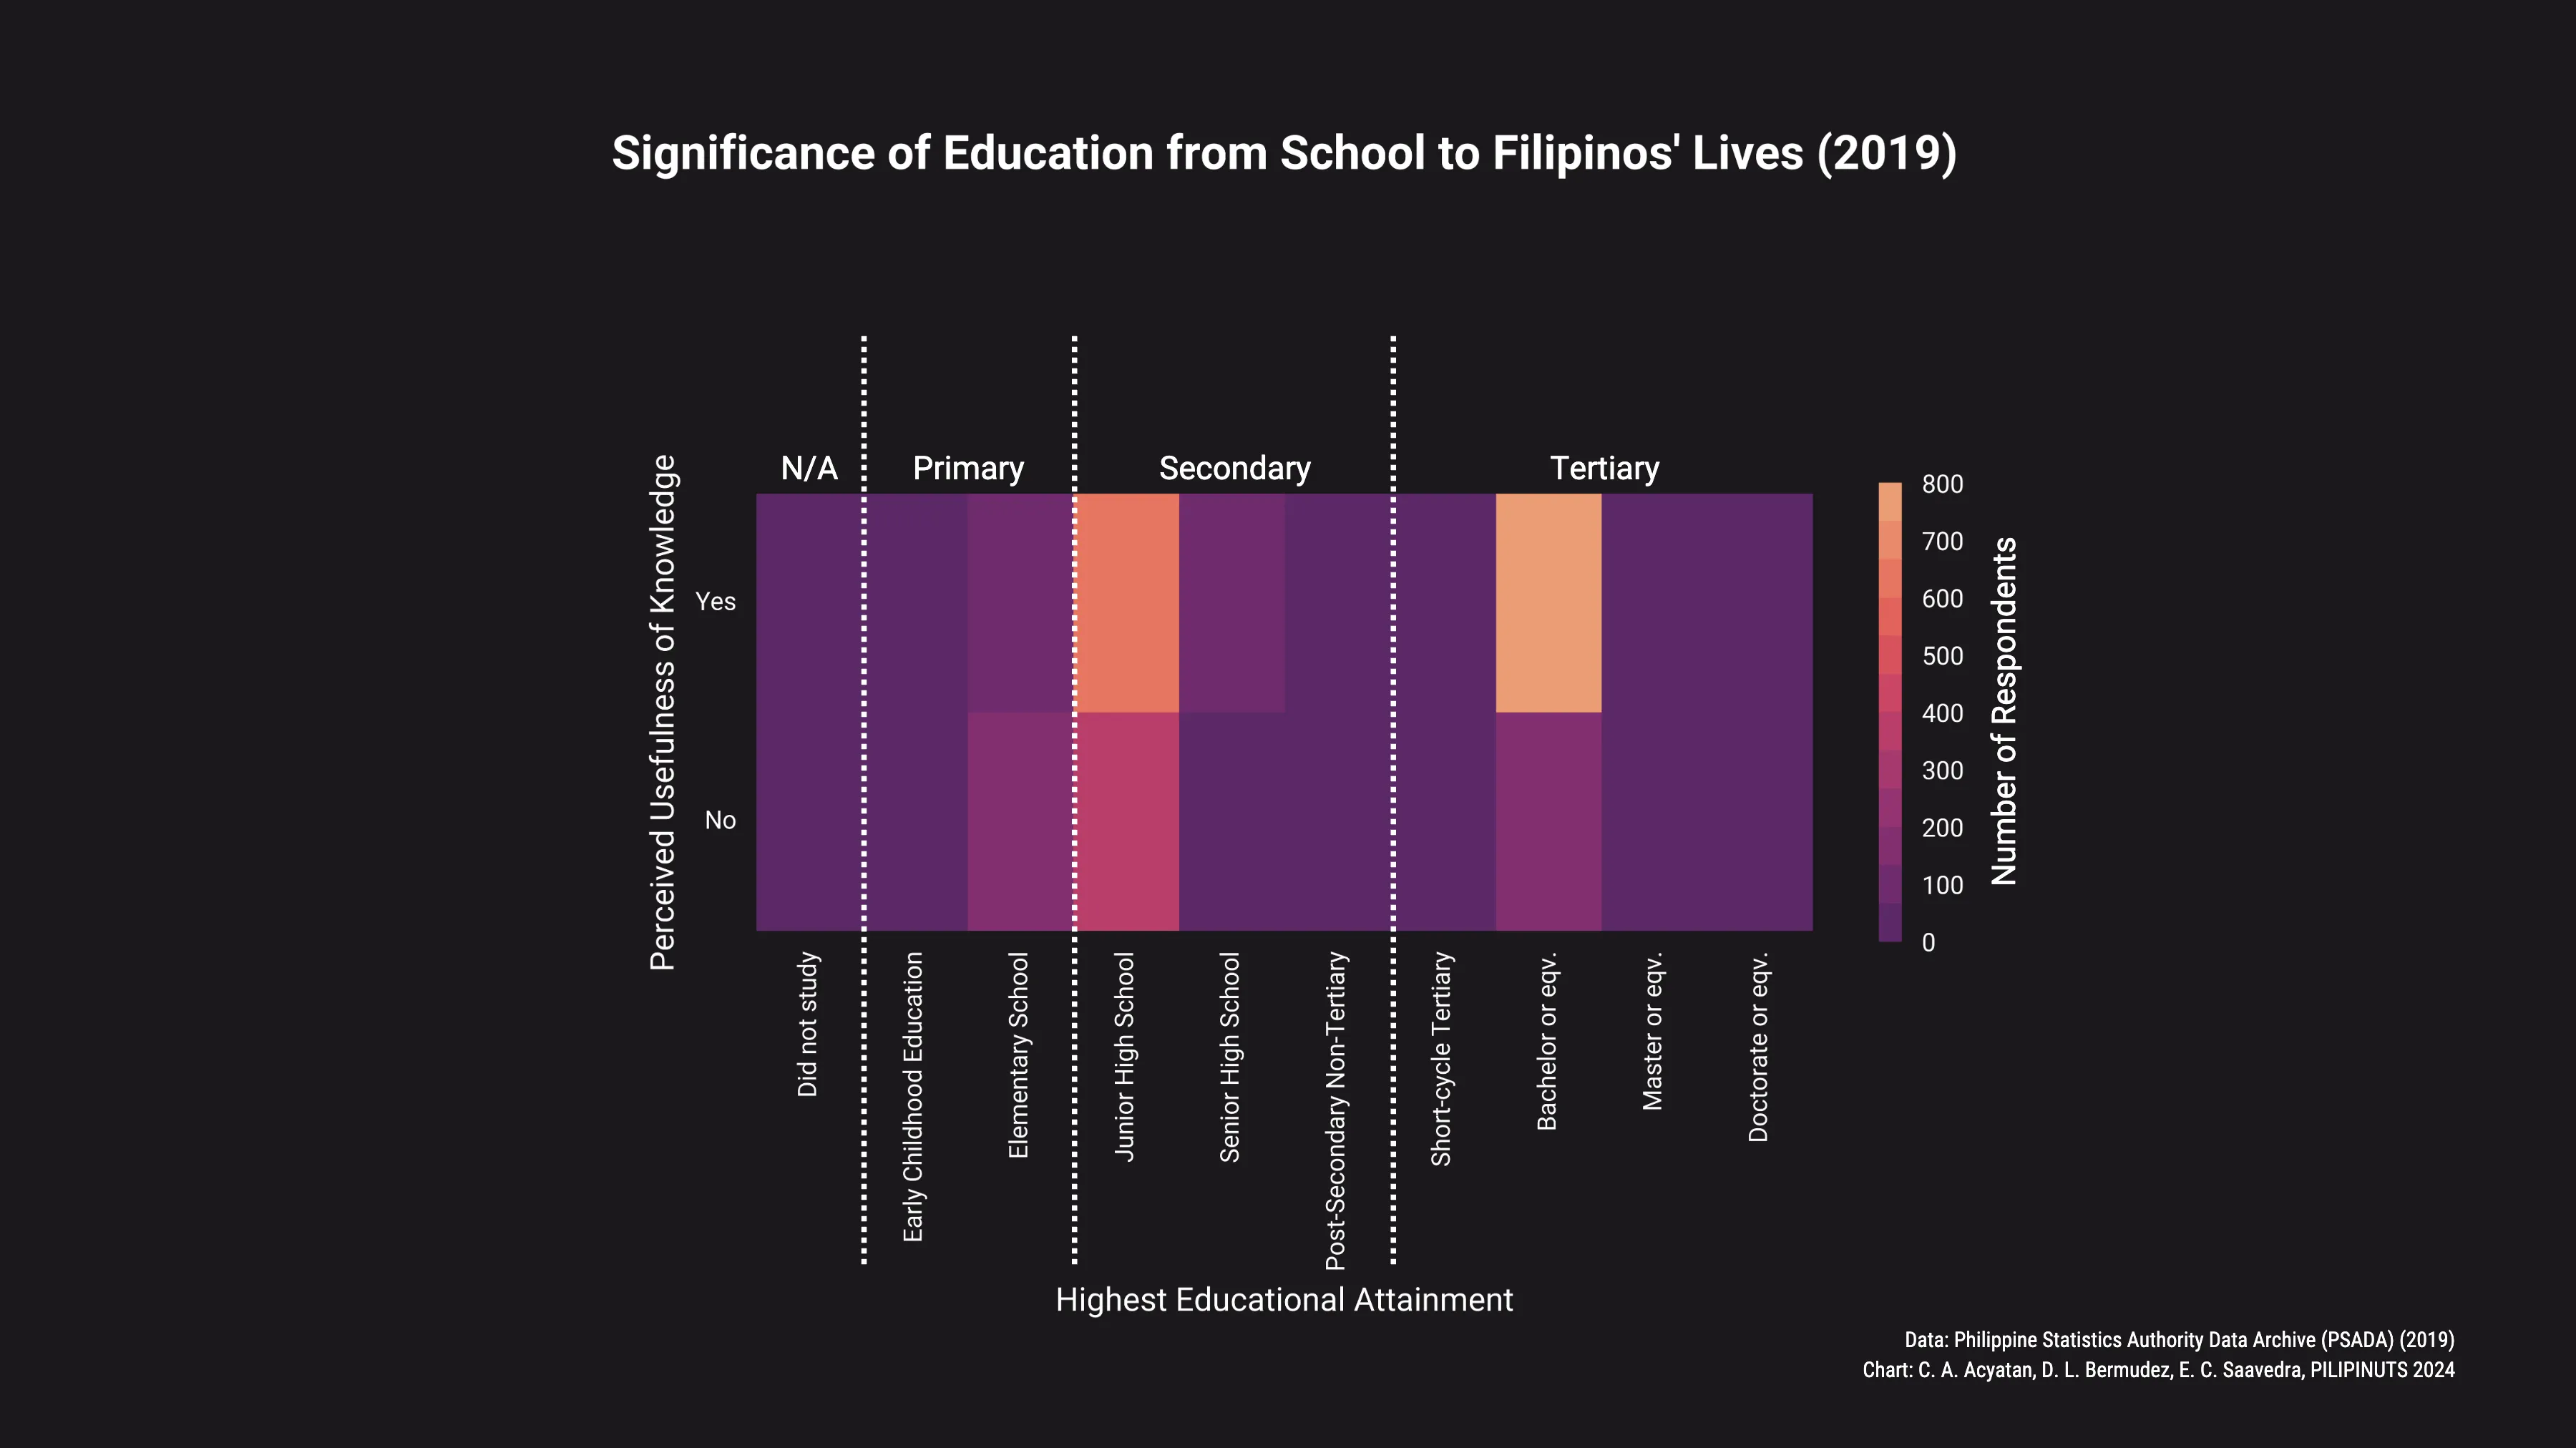 Significance of Education from School to Filipinos' Lives (2019)
N/A
Primary
Secondary
Tertiary
Perceived Usefulness of Knowledge
Yes
No
800
700
600
500
400
300
200
100
0
Number of Respondents
Did not study
Early Childhood Education
Elementary School
Junior High School
Senior High School
Post-Secondary Non-Tertiary
Short-cycle Tertiary
Bachelor or eqv.
Master or eqv.
Doctorate or eqv.
Highest Educational Attainment
Data: Philippine Statistics Authority Data Archive (PSADA) (2019)
Chart: C. A. Acyatan, D. L. Bermudez, E. C. Saavedra, PILIPINUTS 2024